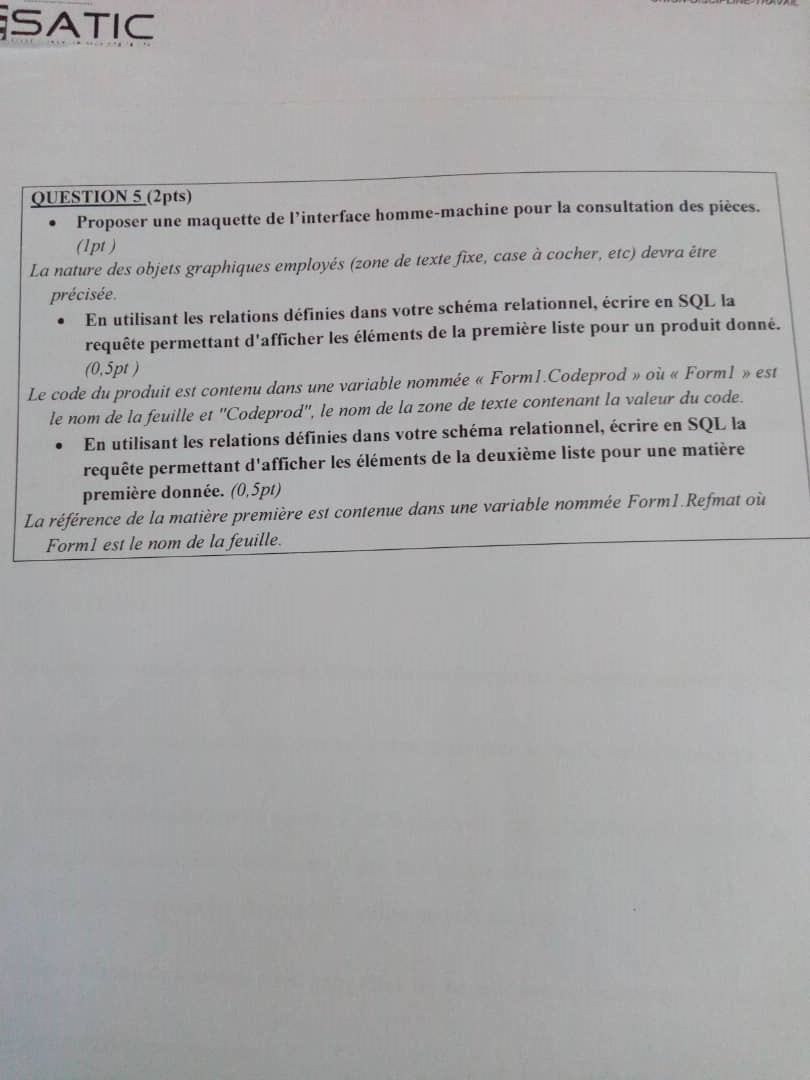 SATIC
UNION-DISCIPLINE-TRAVAIL
QUESTION 5 (2pts)
• Proposer une maquette de l'interface homme-machine pour la consultation des pièces.
(1pt )
La nature des objets graphiques employés (zone de texte fixe, case à cocher, etc) devra être
précisée.
• En utilisant les relations définies dans votre schéma relationnel, écrire en SQL la
requête permettant d'afficher les éléments de la première liste pour un produit donné.
(0,5pt )
Le code du produit est contenu dans une variable nommée « Form1.Codeprod » où « Form1 » est
le nom de la feuille et "Codeprod", le nom de la zone de texte contenant la valeur du code.
• En utilisant les relations définies dans votre schéma relationnel, écrire en SQL la
requête permettant d'afficher les éléments de la deuxième liste pour une matière
première donnée. (0,5pt)
La référence de la matière première est contenue dans une variable nommée Form1.Refmat où
Form1 est le nom de la feuille.